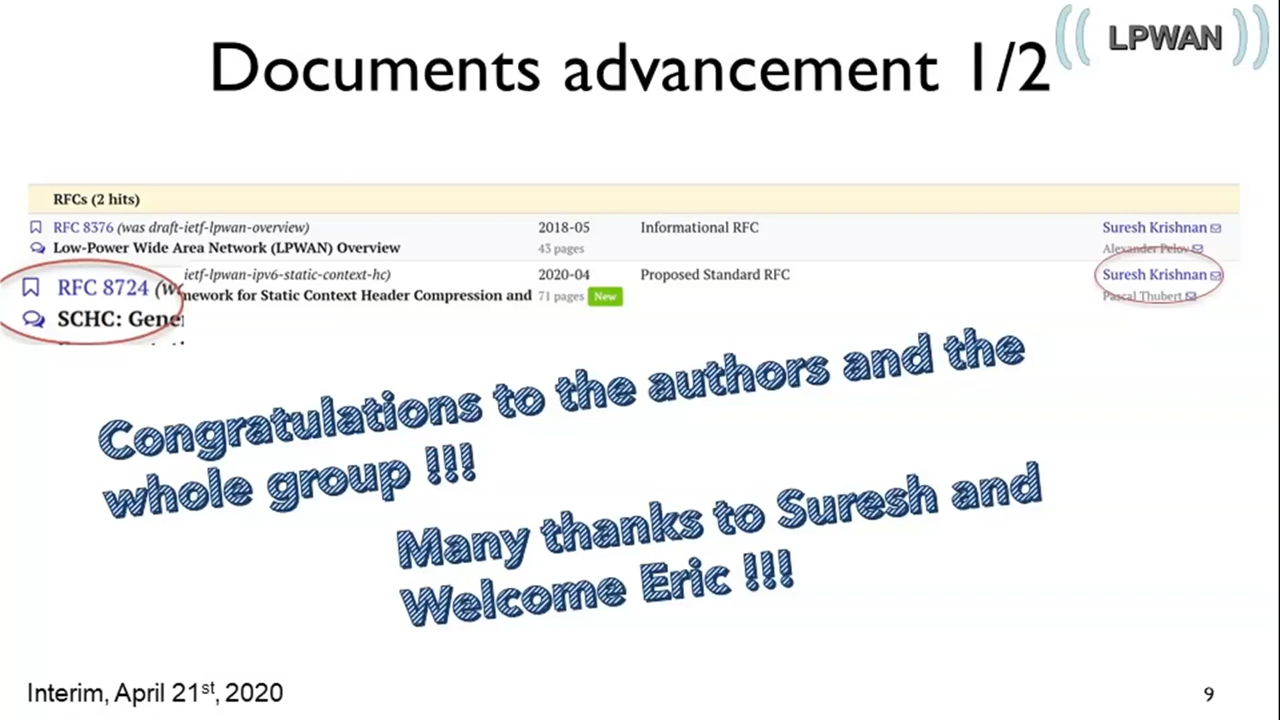 LPWAN
Documents advancement 1/2
RFCs (2 hits)
RFC 8376 (was draft-ietf-lpwan-overview) 2018-05 Informational RFC Suresh Krishnan
Low-Power Wide Area Network (LPWAN) Overview 43 pages Alexander Pelov
RFC 8724 ietf-lpwan-ipv6-static-context-hc) 2020-04 Proposed Standard RFC Suresh Krishnan
SCHC: Gene mework for Static Context Header Compression and 71 pages New Pascal Thubert
Congratulations to the authors and the
whole group !!!
Many thanks to Suresh and
Welcome Eric !!!
Interim, April 21st, 2020
9